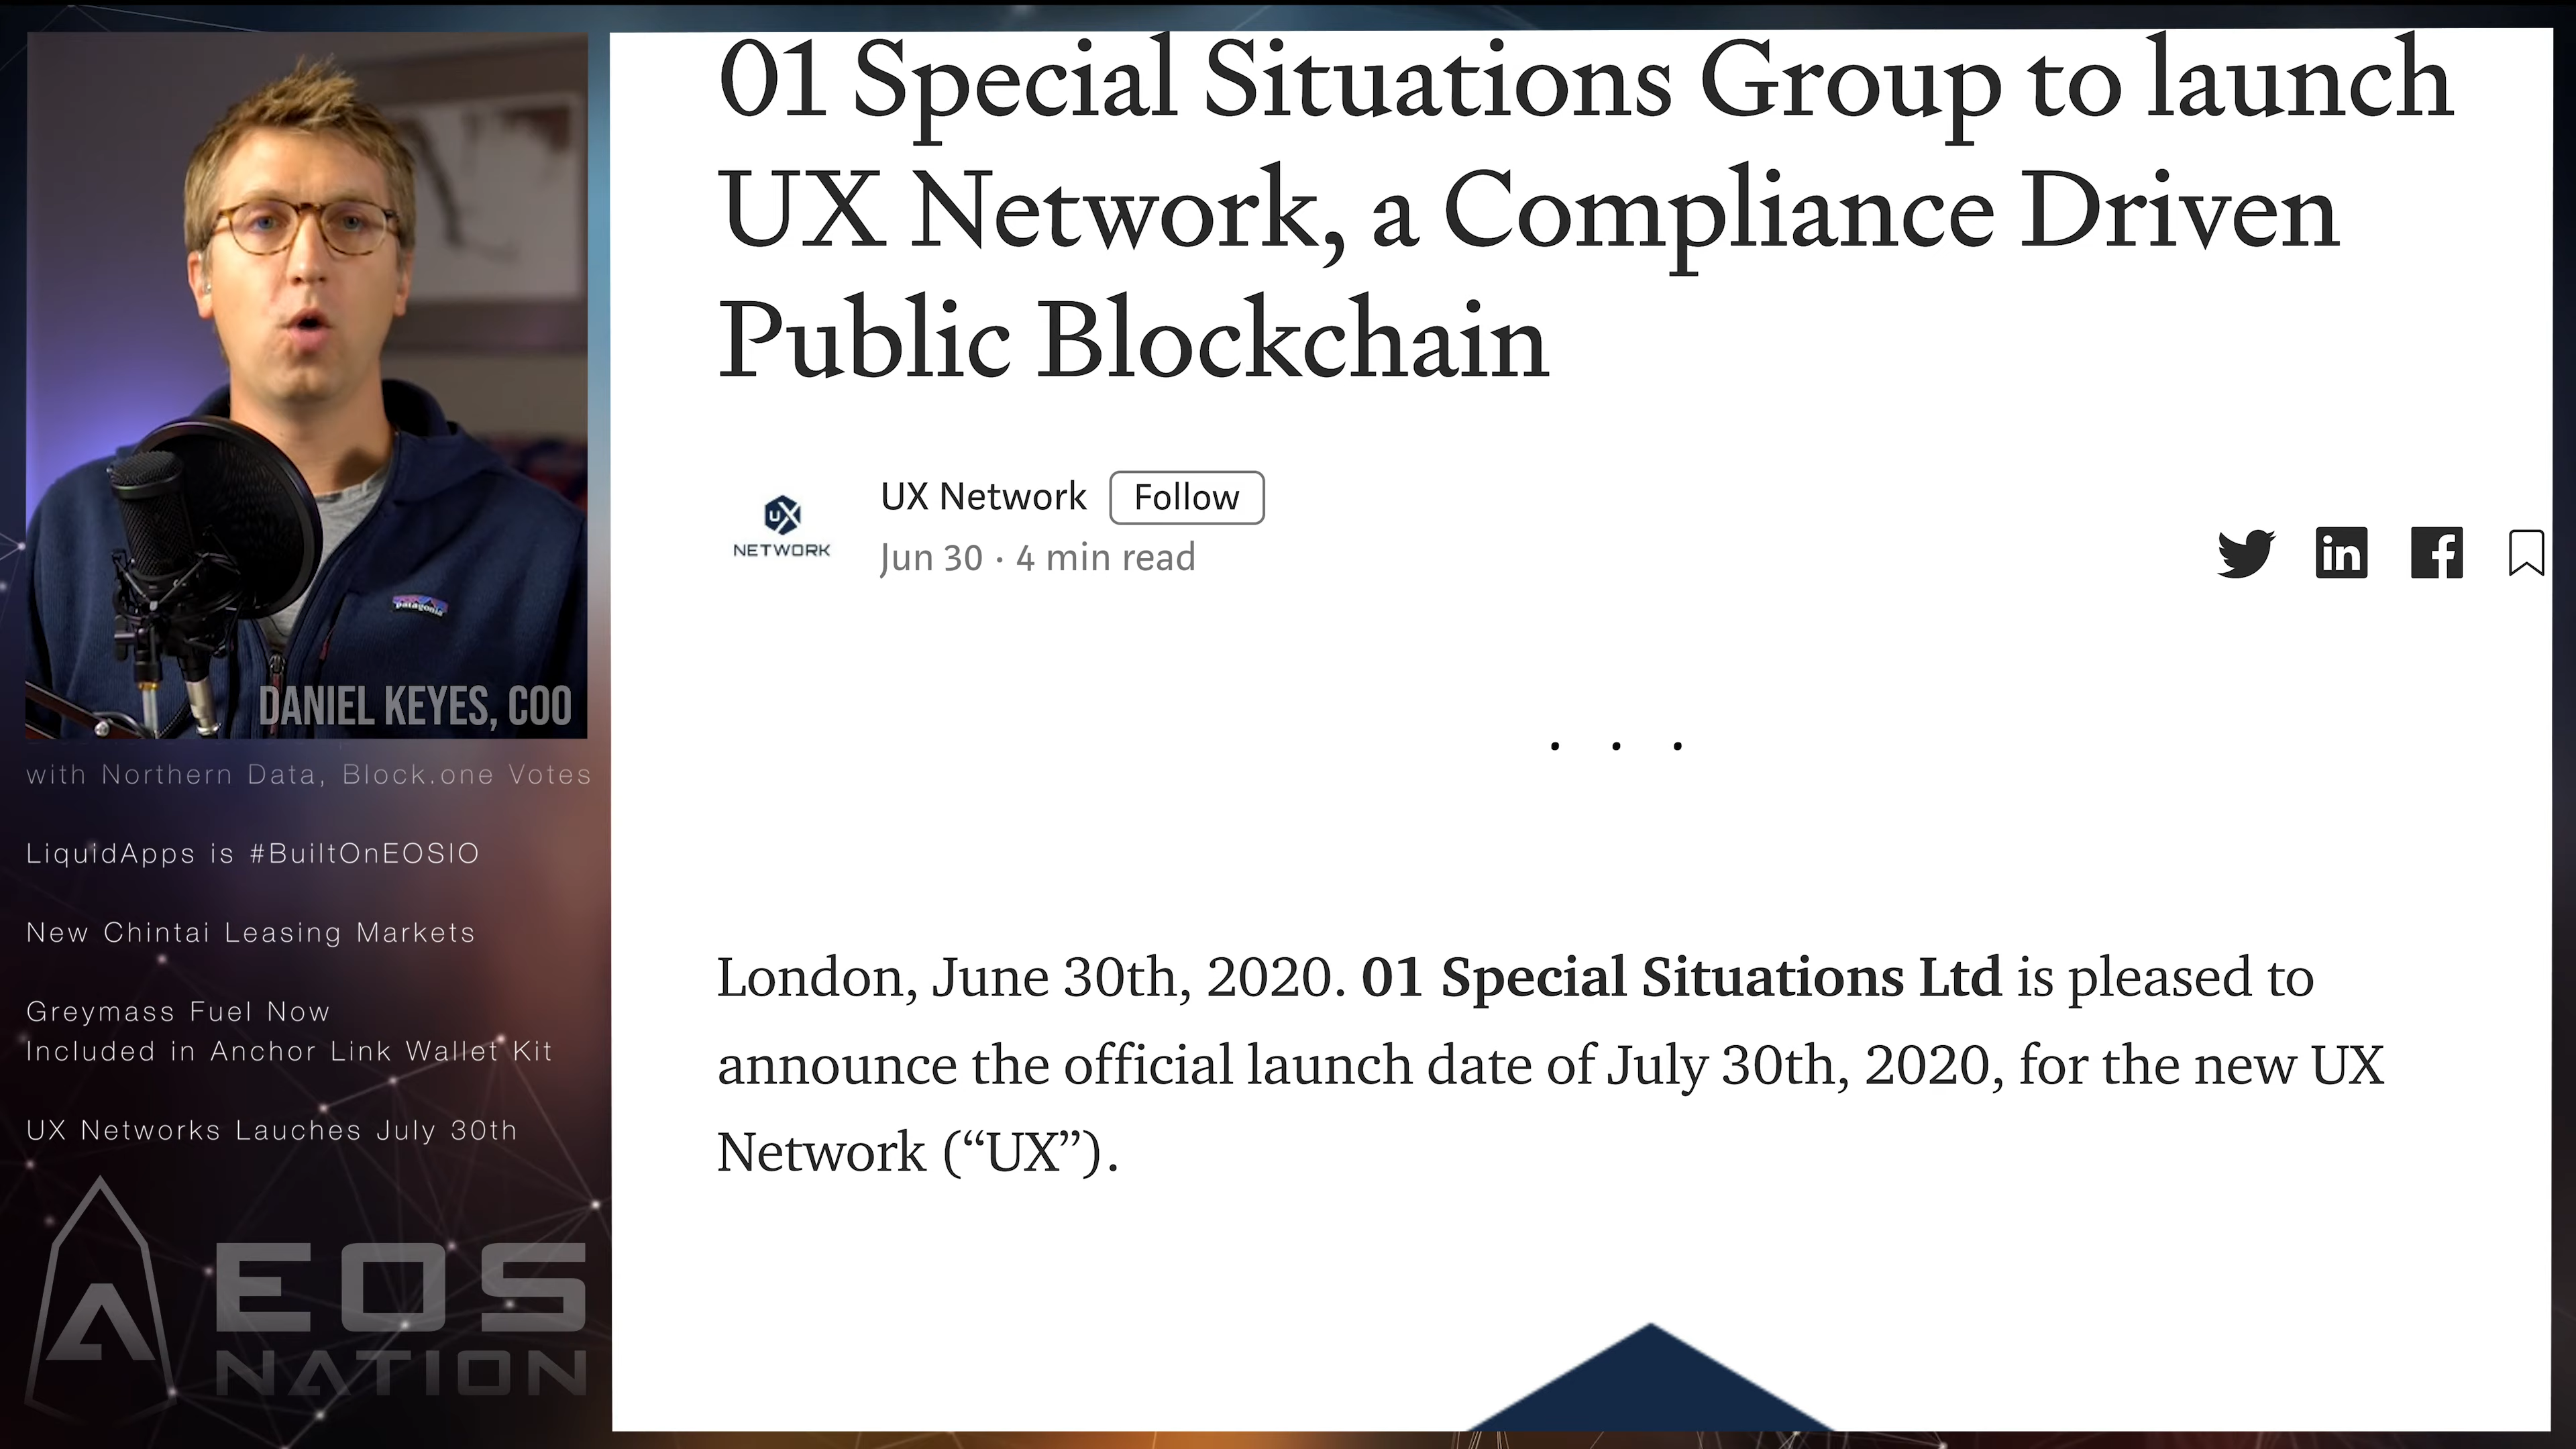 01 Special Situations Group to launch
UX Network, a Compliance Driven
Public Blockchain
UX
NETWORK
UX Network
Follow
Jun 30 · 4 min read
in
f
. . .
London, June 30th, 2020. 01 Special Situations Ltd is pleased to
announce the official launch date of July 30th, 2020, for the new UX
Network (“UX”).
patagonia
DANIEL KEYES, COO
with Northern Data, Block.one Votes
LiquidApps is #BuiltOnEOSIO
New Chintai Leasing Markets
Greymass Fuel Now
Included in Anchor Link Wallet Kit
UX Networks Lauches July 30th
EOS
NATION